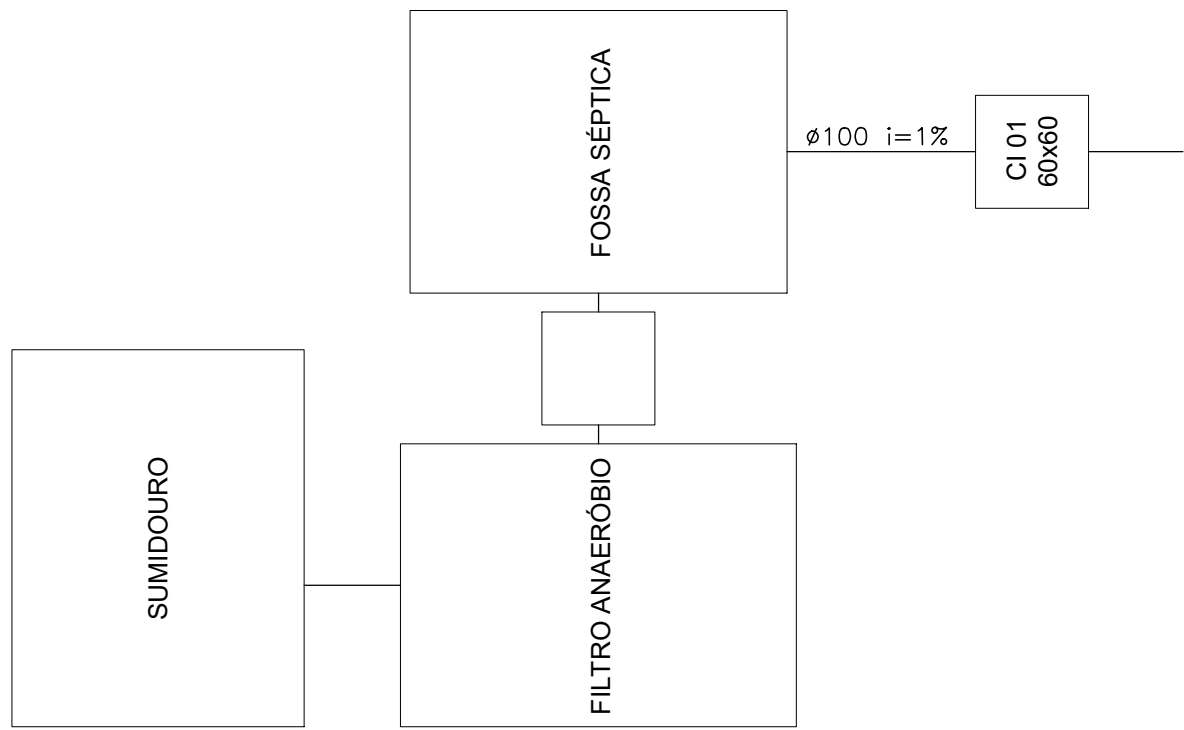 FOSSA SÉPTICA
ø100 i=1%
CI 01
60x60
SUMIDOURO
FILTRO ANAERÓBIO